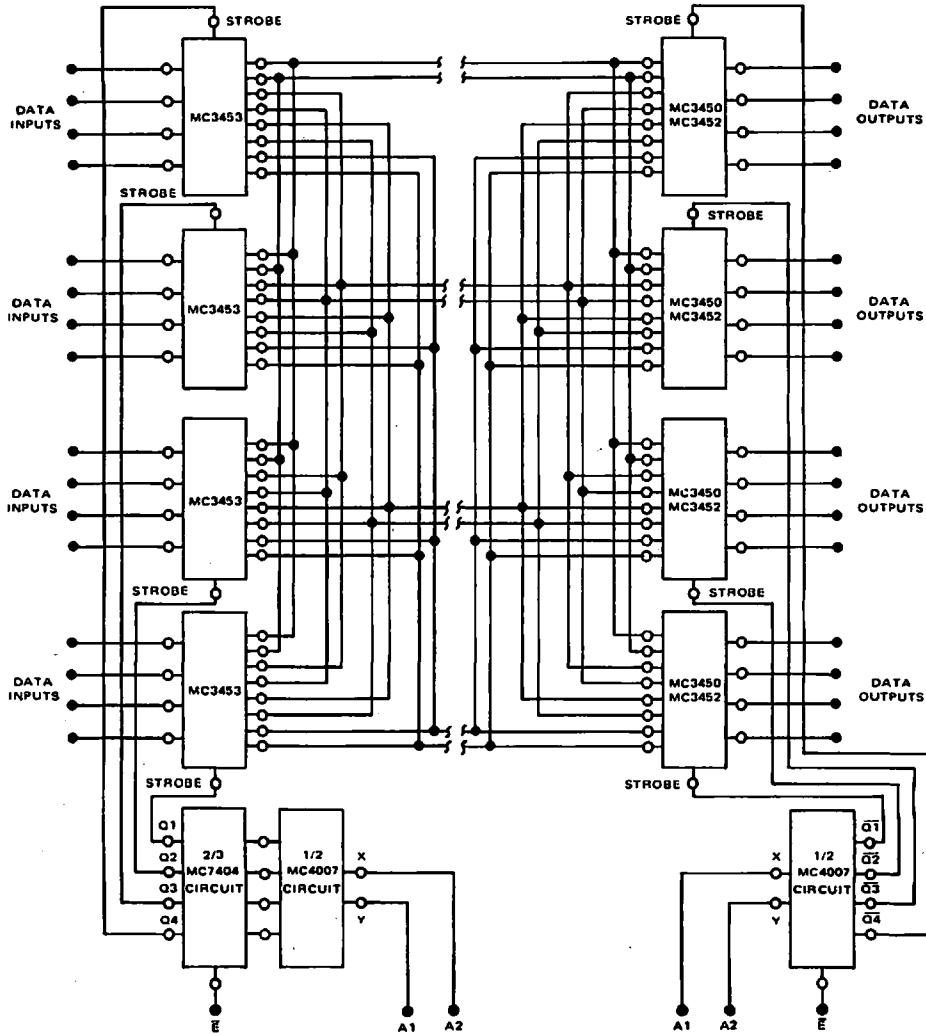 STROBE
STROBE
DATA
INPUTS
MC3453
MC3450
MC3452
DATA
OUTPUTS
STROBE
STROBE
DATA
INPUTS
MC3453
MC3450
MC3452
DATA
OUTPUTS
DATA
INPUTS
MC3453
MC3450
MC3452
DATA
OUTPUTS
STROBE
STROBE
DATA
INPUTS
MC3453
MC3450
MC3452
DATA
OUTPUTS
STROBE
STROBE
Q1
Q2
Q3
Q4
2/3
MC7404
CIRCUIT
1/2
MC4007
CIRCUIT
X
Y
X
Y
1/2
MC4007
CIRCUIT
Q̅1̅
Q̅2̅
Q̅3̅
Q̅4̅
E̅
A1
A2
A1
A2
E̅